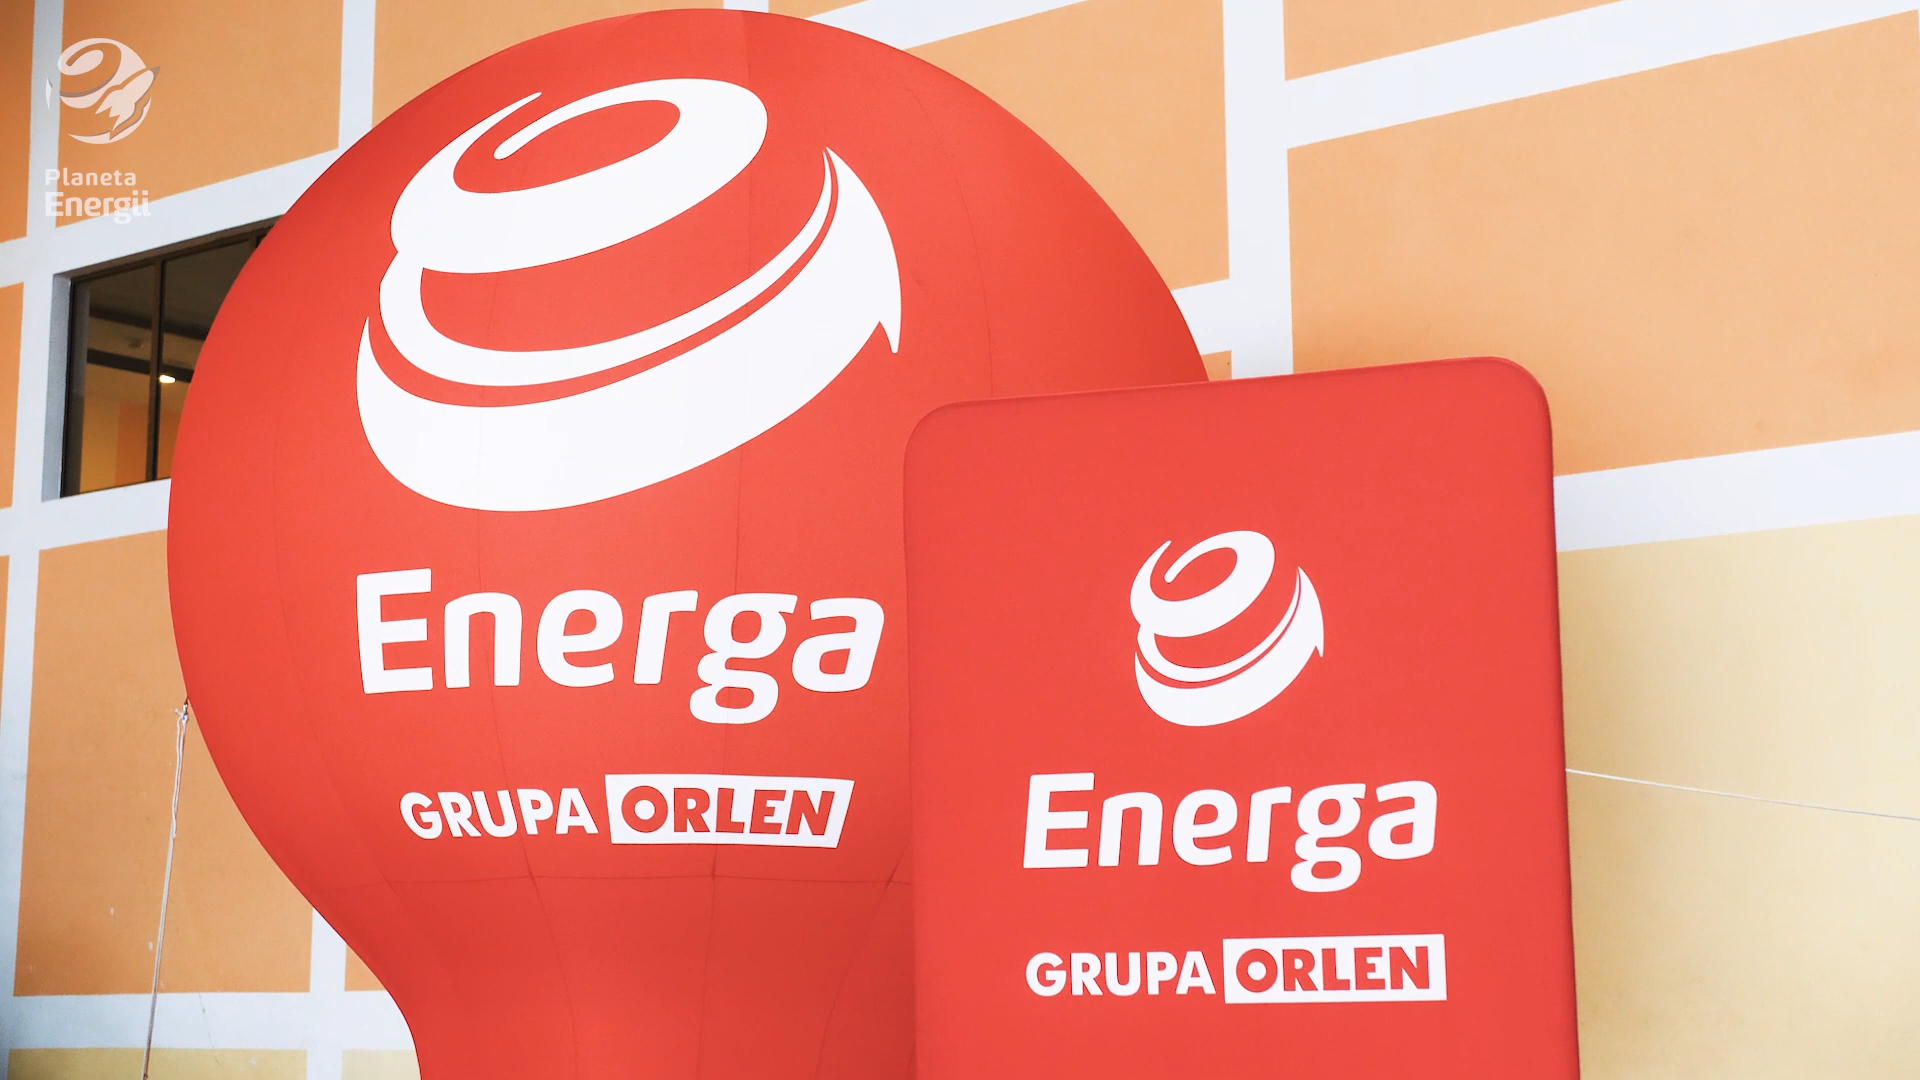 Planeta
Energii
Energa
GRUPA ORLEN
Energa
GRUPA ORLEN